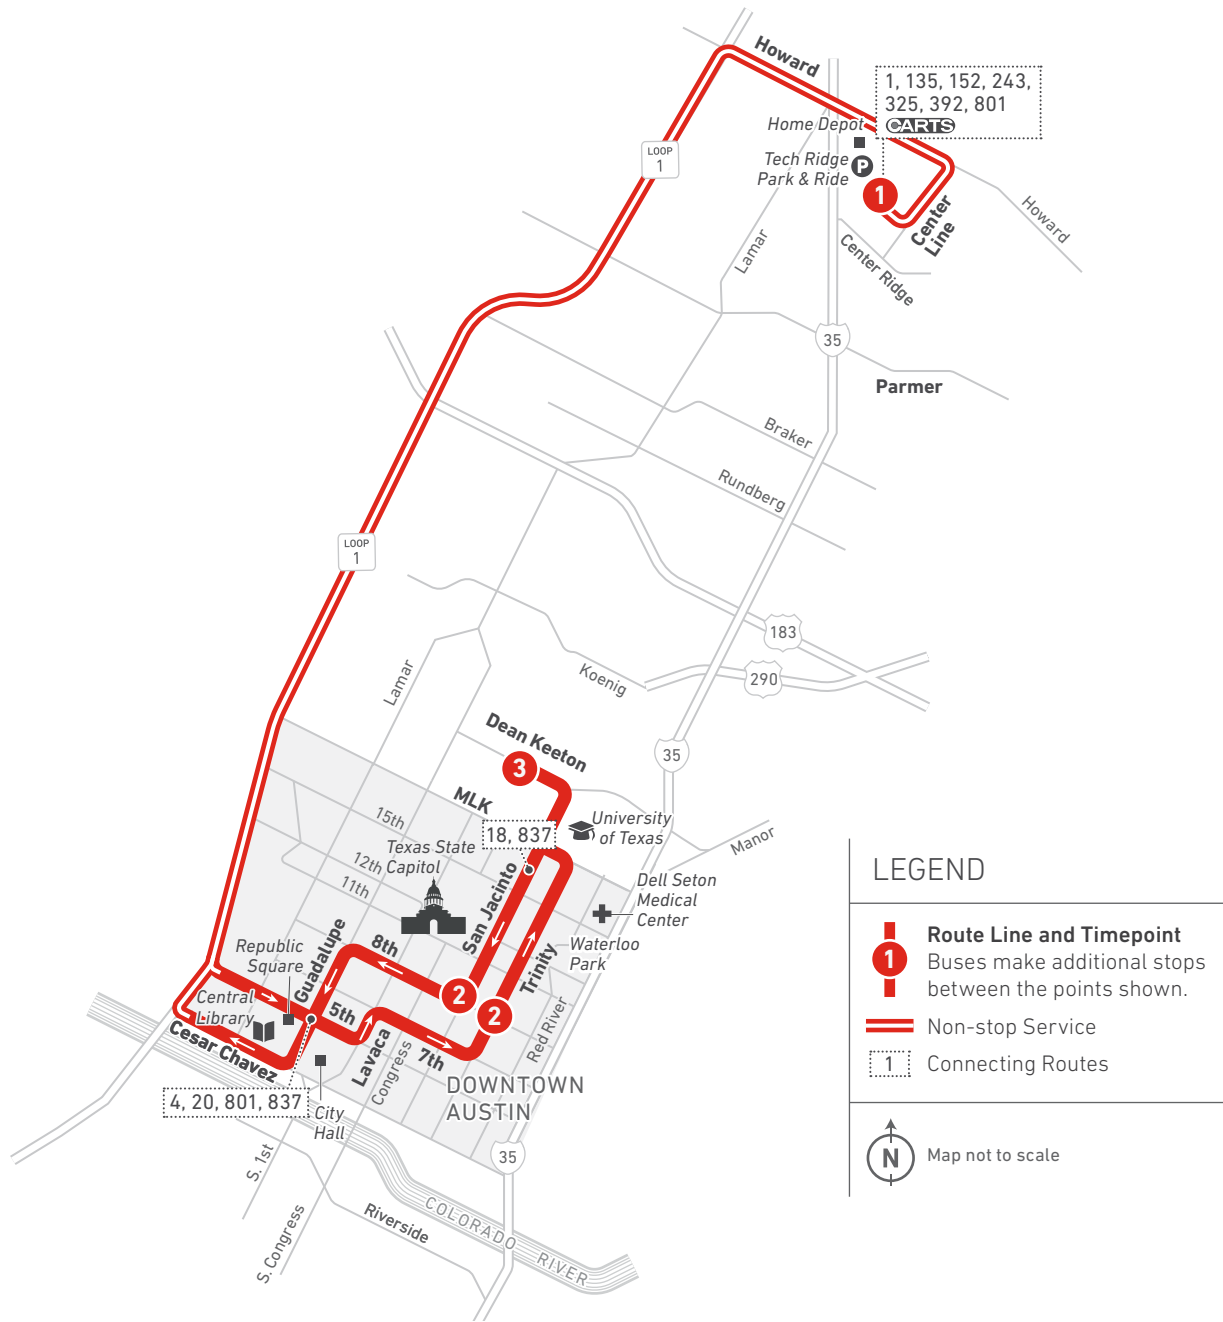 Howard
1, 135, 152, 243,
325, 392, 801
CARTS
Home Depot
Tech Ridge
Park & Ride
P
1
LOOP
1
Center
Line
Howard
Lamar
Center Ridge
35
Parmer
Braker
Rundberg
LOOP
1
183
290
Koenig
Lamar
35
Dean Keeton
3
MLK
15th
18, 837
University
of Texas
Manor
12th
Texas State
Capitol
11th
Dell Seton
Medical
Center
San Jacinto
Waterloo
Park
Trinity
8th
Guadalupe
Republic
Square
2
2
Central
Library
5th
Red River
Cesar Chavez
Lavaca
Congress
7th
DOWNTOWN
AUSTIN
4, 20, 801, 837
City
Hall
S. 1st
35
S. Congress
Riverside
COLORADO RIVER
LEGEND
1
Route Line and Timepoint
Buses make additional stops
between the points shown.
Non-stop Service
1
Connecting Routes
N
Map not to scale